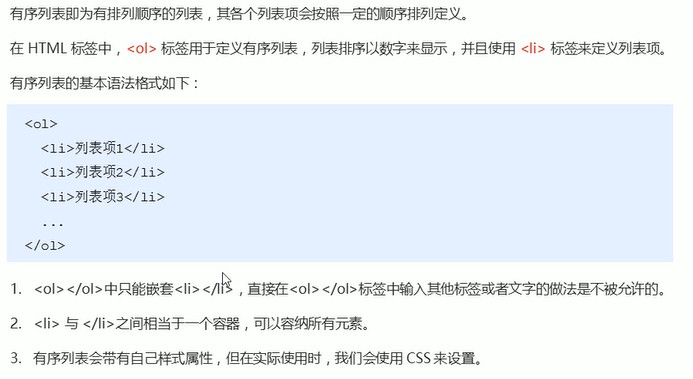 有序列表即为有排列顺序的列表，其各个列表项会按照一定的顺序排列定义。
在 HTML 标签中，<ol> 标签用于定义有序列表，列表排序以数字来显示，并且使用 <li> 标签来定义列表项。
有序列表的基本语法格式如下：
<ol>
  <li>列表项1</li>
  <li>列表项2</li>
  <li>列表项3</li>
  ...
</ol>
1. <ol></ol>中只能嵌套<li></li>，直接在<ol></ol>标签中输入其他标签或者文字的做法是不被允许的。
2. <li> 与 </li>之间相当于一个容器，可以容纳所有元素。
3. 有序列表会带有自己样式属性，但在实际使用时，我们会使用 CSS 来设置。